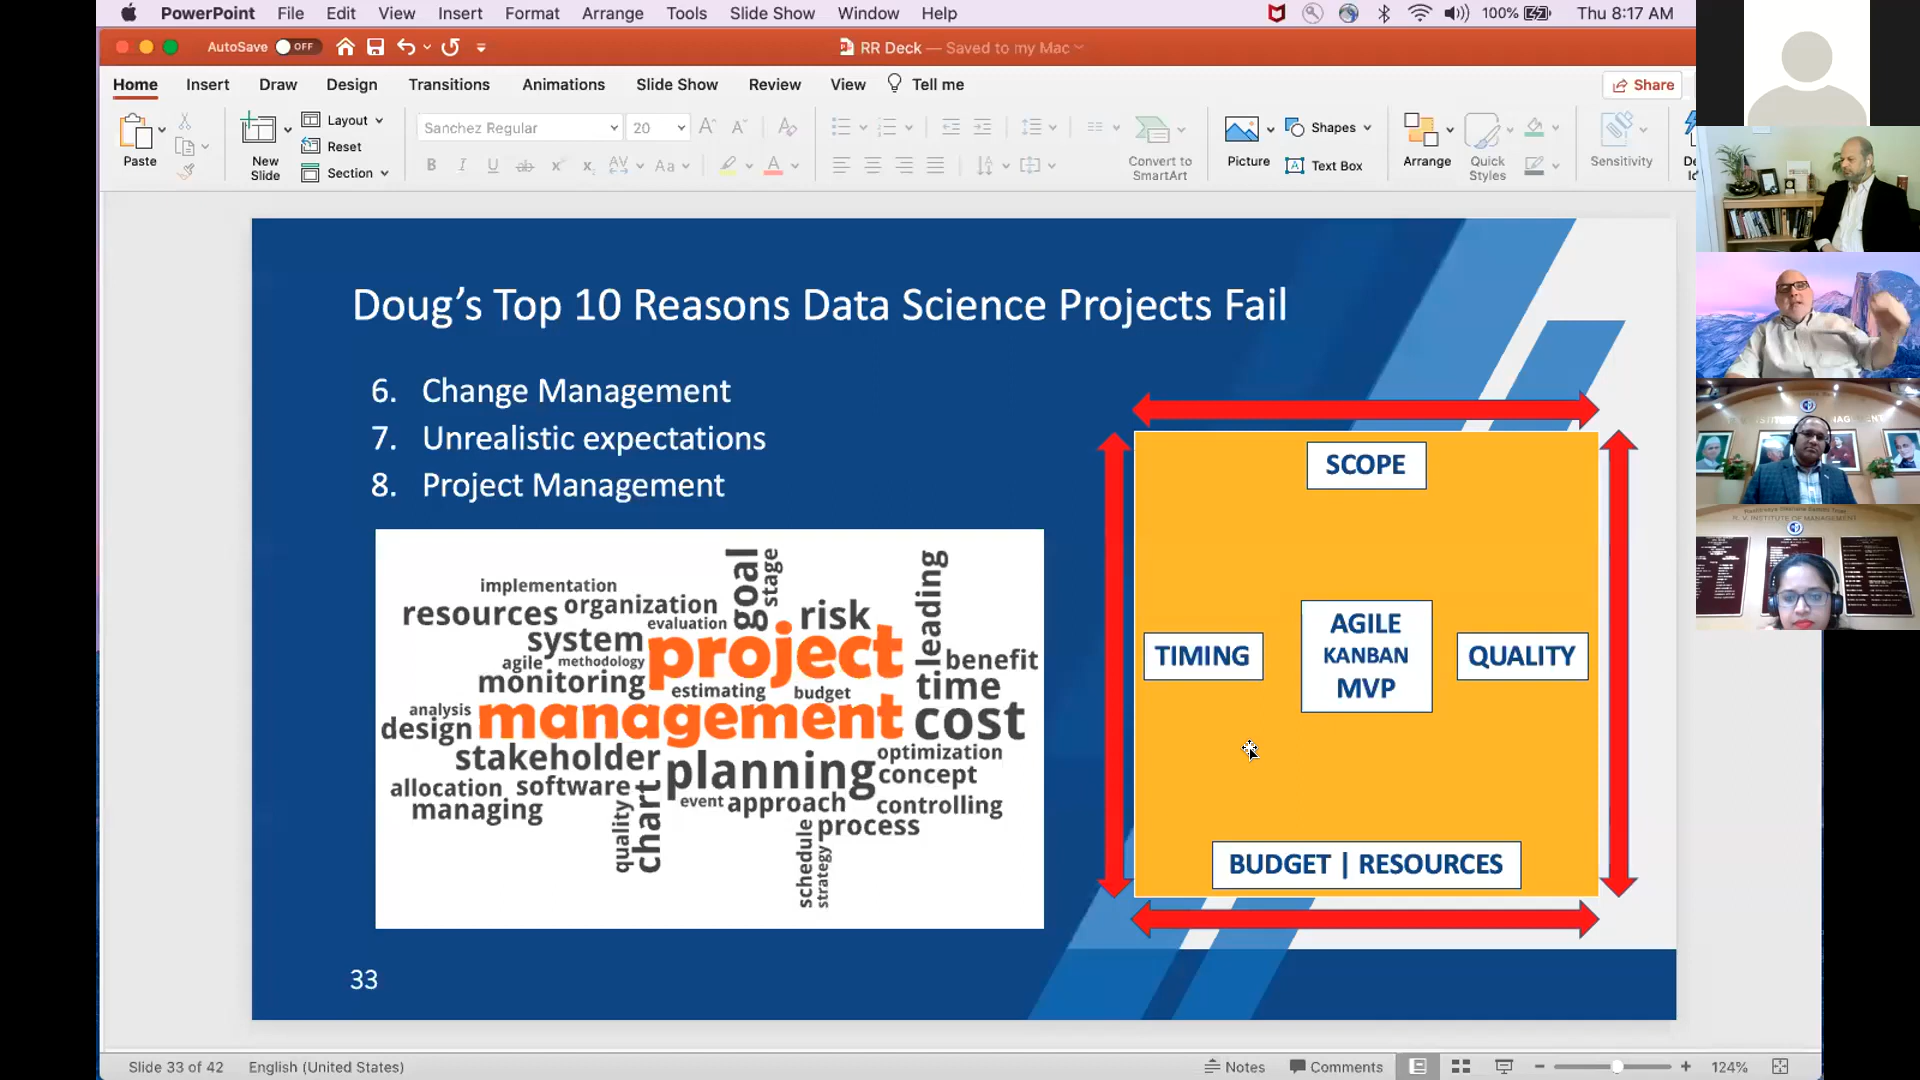 PowerPoint File Edit View Insert Format Arrange Tools Slide Show Window Help 100% Thu 8:17 AM
AutoSave OFF RR Deck — Saved to my Mac
Home Insert Draw Design Transitions Animations Slide Show Review View Tell me Share
Paste
New Slide
Layout
Reset
Section
Sanchez Regular 20
Convert to SmartArt
Picture
Shapes
Text Box
Arrange
Quick Styles
Sensitivity
Doug's Top 10 Reasons Data Science Projects Fail
6. Change Management
7. Unrealistic expectations
8. Project Management
implementation
resources organization
evaluation
goal
stage
risk
leading
system
agile methodology
project
benefit
monitoring
estimating budget
time
analysis
design
management
cost
stakeholder
planning
optimization
concept
allocation software
managing
event approach
controlling
process
quality
chart
schedule
strategy
SCOPE
TIMING
AGILE
KANBAN
MVP
QUALITY
BUDGET | RESOURCES
33
Slide 33 of 42 English (United States) Notes Comments 124%